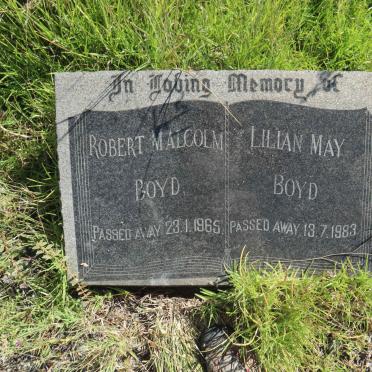 In Loving Memory of
ROBERT MALCOLM
BOYD
PASSED AWAY 23.1.1965
LILIAN MAY
BOYD
PASSED AWAY 13.7.1983